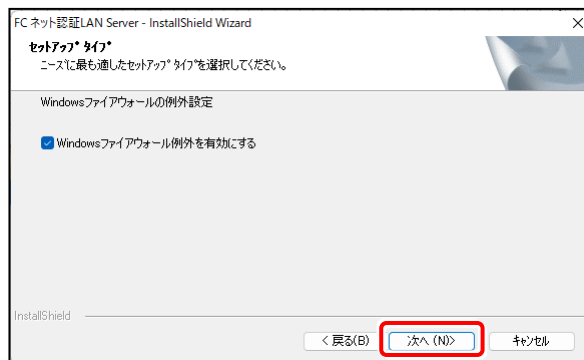 FC ネット認証LAN Server - InstallShield Wizard
セットアップ タイプ
ニーズに最も適したセットアップ タイプを選択してください。
Windowsファイアウォールの例外設定
Windowsファイアウォール例外を有効にする
InstallShield
< 戻る(B)
次へ (N)>
キャンセル